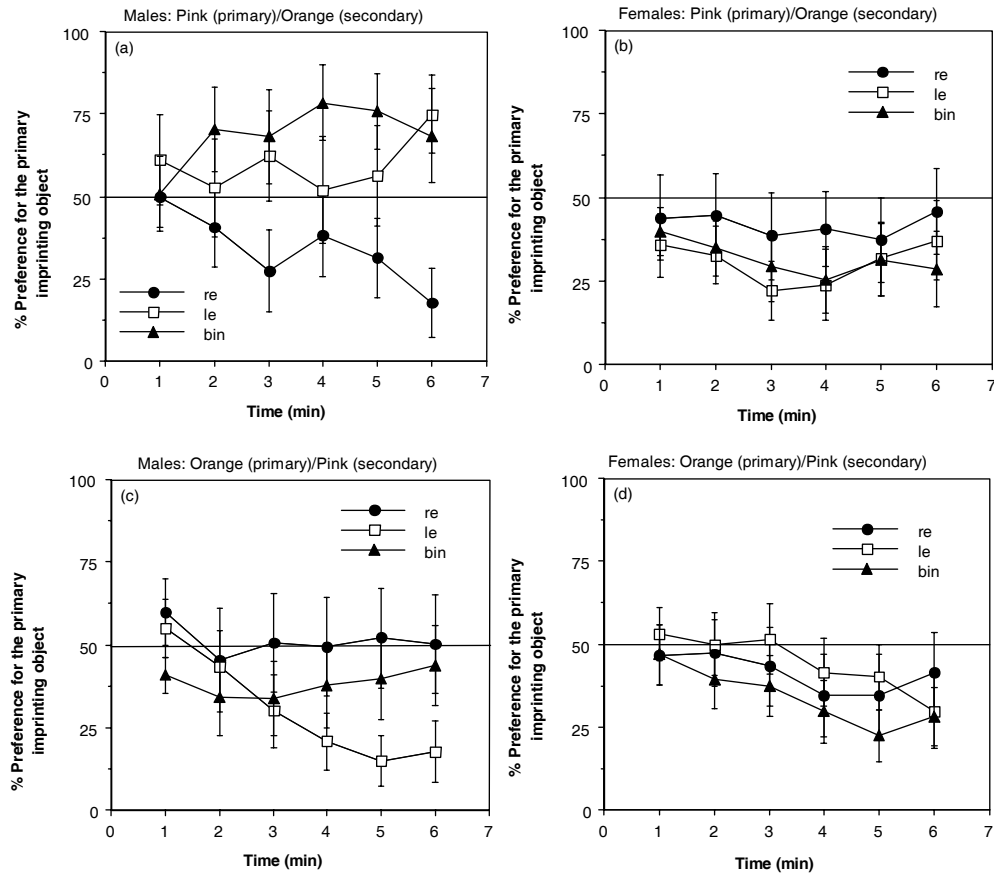 Males: Pink (primary)/Orange (secondary)
(a)
% Preference for the primary
imprinting object
100
75
50
25
0
re
le
bin
0 1 2 3 4 5 6 7
Time (min)
Females: Pink (primary)/Orange (secondary)
(b)
% Preference for the primary
imprinting object
100
75
50
25
0
re
le
bin
0 1 2 3 4 5 6 7
Time (min)
Males: Orange (primary)/Pink (secondary)
(c)
% Preference for the primary
imprinting object
100
75
50
25
0
re
le
bin
0 1 2 3 4 5 6 7
Time (min)
Females: Orange (primary)/Pink (secondary)
(d)
% Preference for the primary
imprinting object
100
75
50
25
0
re
le
bin
0 1 2 3 4 5 6 7
Time (min)